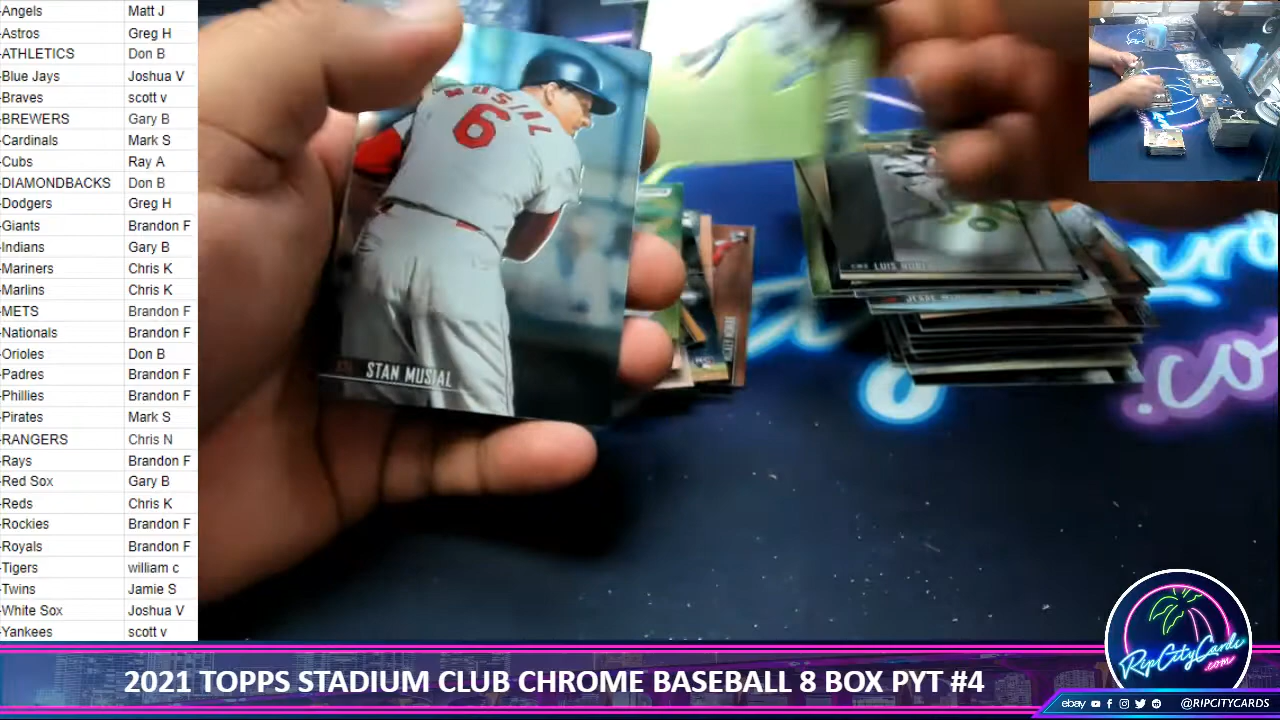 -Angels Matt J
-Astros Greg H
-ATHLETICS Don B
-Blue Jays Joshua V
-Braves scott v
-BREWERS Gary B
-Cardinals Mark S
-Cubs Ray A
-DIAMONDBACKS Don B
-Dodgers Greg H
-Giants Brandon F
-Indians Gary B
-Mariners Chris K
-Marlins Chris K
-METS Brandon F
-Nationals Brandon F
-Orioles Don B
-Padres Brandon F
-Phillies Brandon F
-Pirates Mark S
-RANGERS Chris N
-Rays Brandon F
-Red Sox Gary B
-Reds Chris K
-Rockies Brandon F
-Royals Brandon F
-Tigers william c
-Twins Jamie S
-White Sox Joshua V
-Yankees scott v
MUSIAL
6
STAN MUSIAL
LUIS
JESSE
.co
RipCityCards
.com
2021 TOPPS STADIUM CLUB CHROME BASEBALL 8 BOX PYT #4
ebay @RIPCITYCARDS